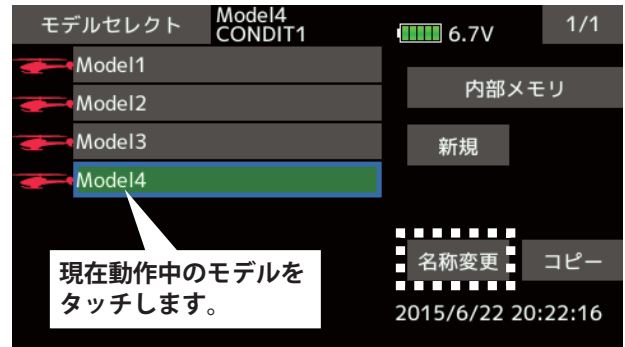 モデルセレクト
Model4
CONDIT1
6.7V
1/1
Model1
Model2
Model3
Model4
内部メモリ
新規
名称変更
コピー
現在動作中のモデルを
タッチします。
2015/6/22 20:22:16